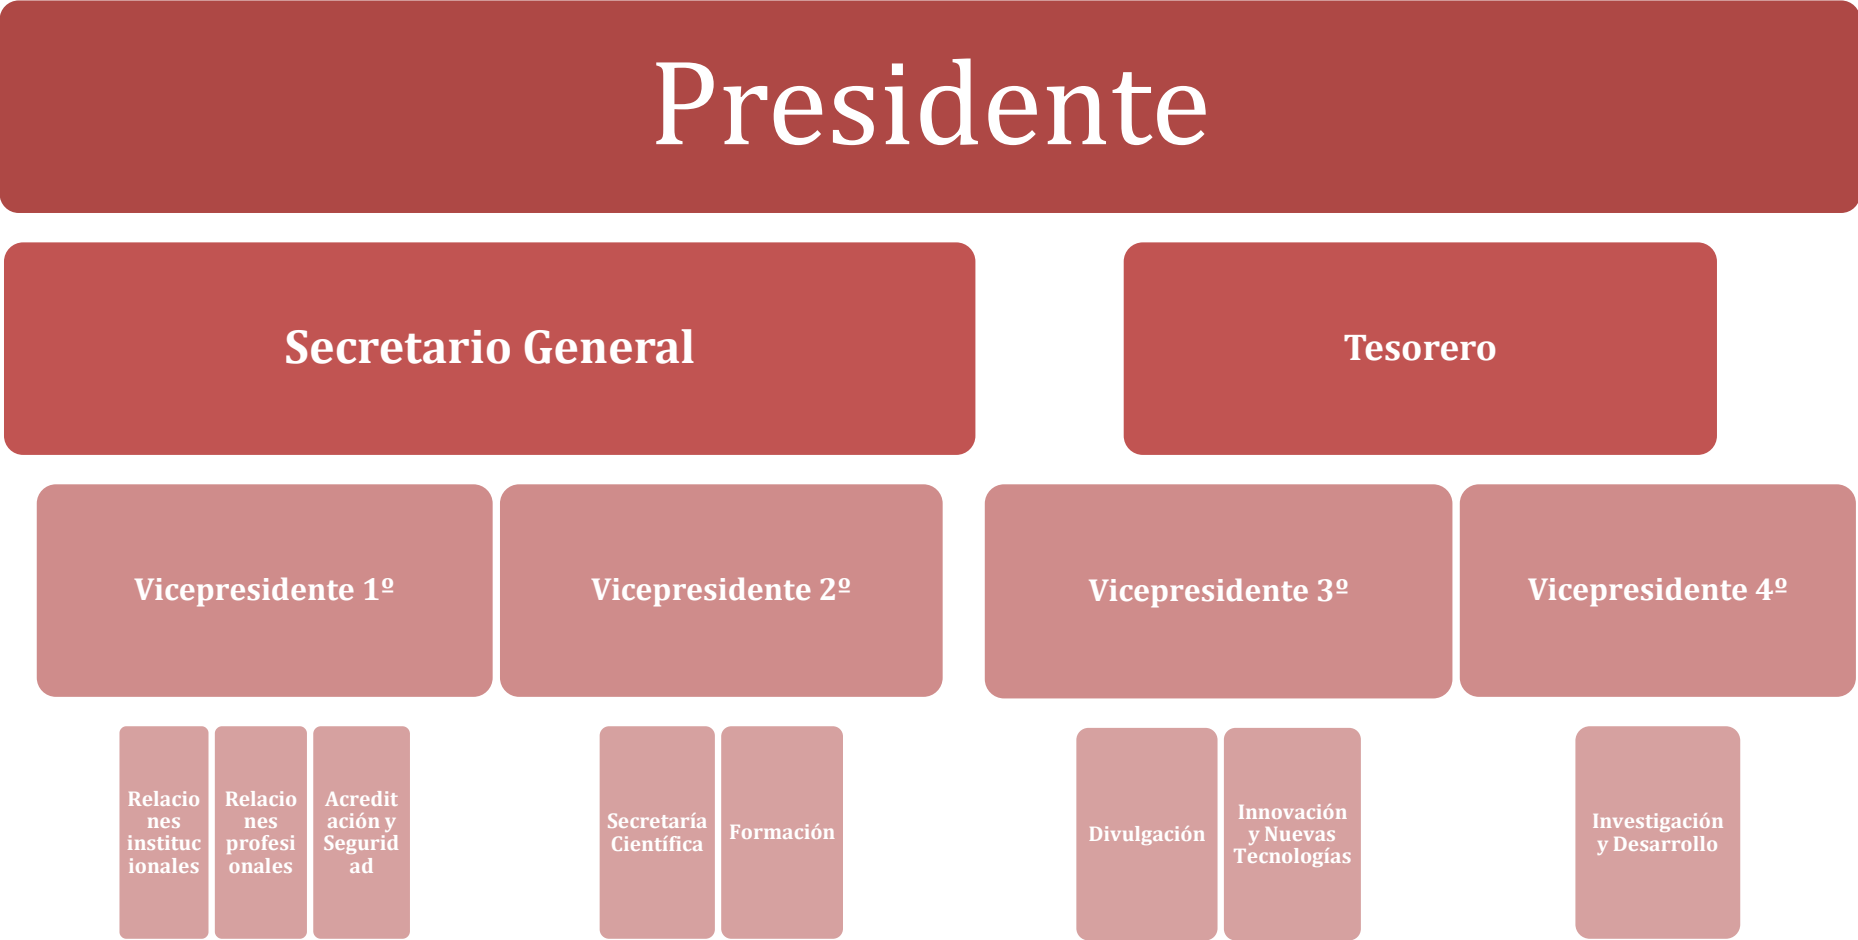 Presidente
Secretario General
Tesorero
Vicepresidente 1º
Vicepresidente 2º
Vicepresidente 3º
Vicepresidente 4º
Relacio
nes
instituc
ionales
Relacio
nes
profesi
onales
Acredit
ación y
Segurid
ad
Secretaría
Científica
Formación
Divulgación
Innovación
y Nuevas
Tecnologías
Investigación
y Desarrollo